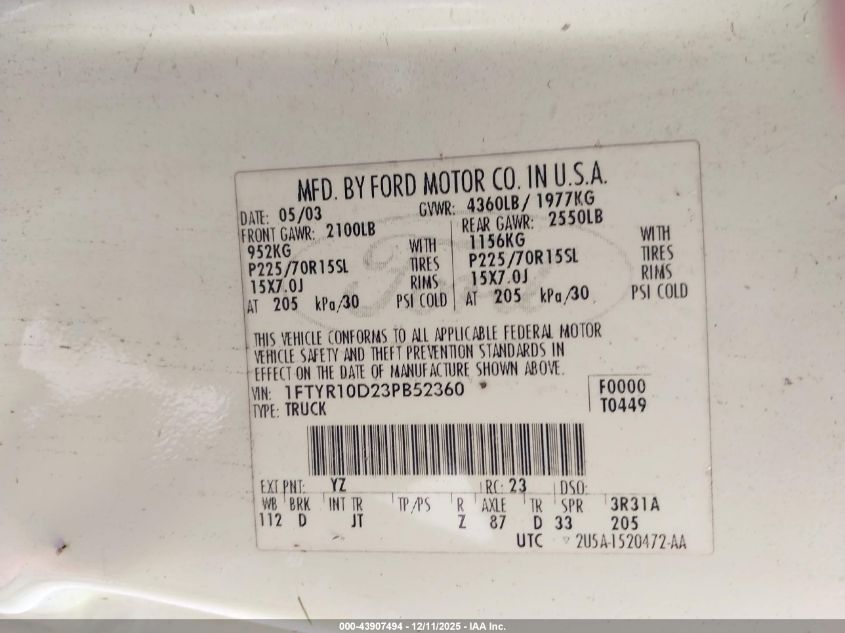 MFD. BY FORD MOTOR CO. IN U.S.A.
DATE: 05/03 GVWR: 4360LB/ 1977KG
FRONT GAWR: 2100LB REAR GAWR: 2550LB
952KG WITH 1156KG WITH
P225/70R15SL TIRES P225/70R15SL TIRES
15X7.0J RIMS 15X7.0J RIMS
AT 205 kPa/30 PSI COLD AT 205 kPa/30 PSI COLD
Ford
THIS VEHICLE CONFORMS TO ALL APPLICABLE FEDERAL MOTOR
VEHICLE SAFETY AND THEFT PREVENTION STANDARDS IN
EFFECT ON THE DATE OF MANUFACTURE SHOWN ABOVE.
VIN: 1FTYR10D23PB52360 F0000
TYPE: TRUCK T0449
EXT PNT: YZ RC: 23 DSO:
WB BRK INT TR TP/PS R AXLE TR SPR 3R31A
112 D JT Z 87 D 33 205
UTC 2U5A-1520472-AA
000-43907494 - 12/11/2025 - IAA Inc.